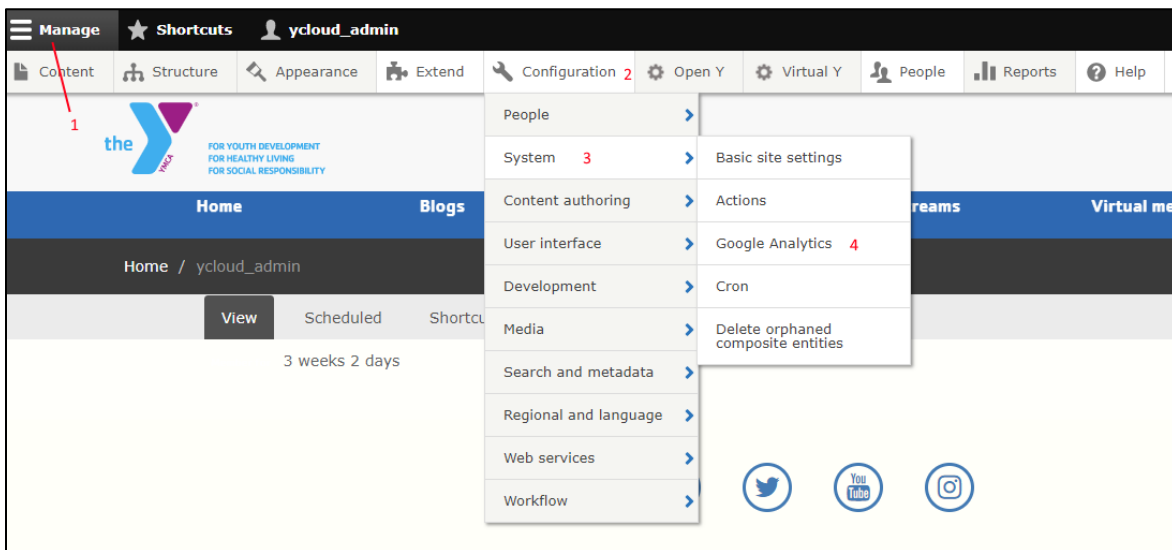 Manage Shortcuts ycloud_admin
Content Structure Appearance Extend Configuration 2 Open Y Virtual Y People Reports Help
1
the YMCA
FOR YOUTH DEVELOPMENT
FOR HEALTHY LIVING
FOR SOCIAL RESPONSIBILITY
People
System 3
Content authoring
User interface
Development
Media
Search and metadata
Regional and language
Web services
Workflow
Basic site settings
Actions
Google Analytics 4
Cron
Delete orphaned
composite entities
Home Blogs reams Virtual me
Home / ycloud_admin
View Scheduled Shortcu
3 weeks 2 days
You
Tube